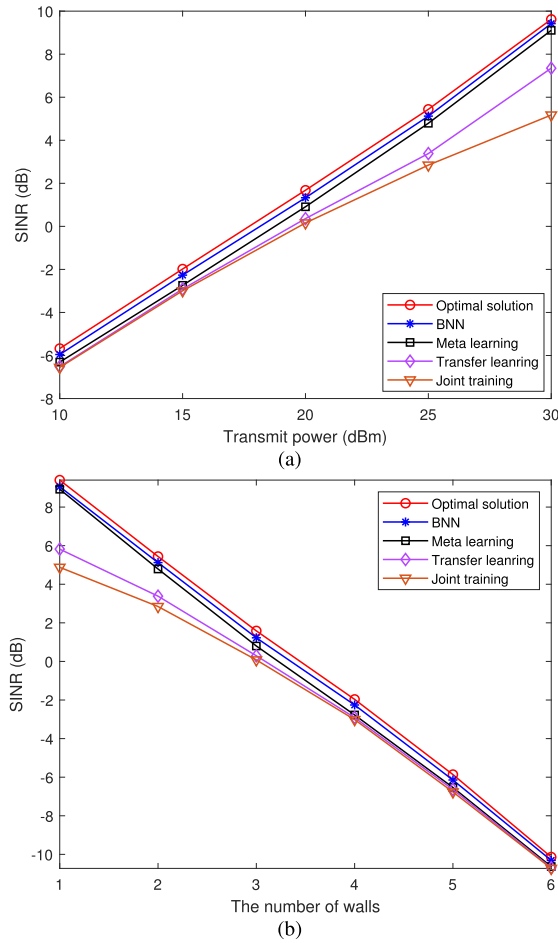 10
8
6
4
2
0
-2
-4
-6
-8
SINR (dB)
Optimal solution
BNN
Meta learning
Transfer leanring
Joint training
10 15 20 25 30
Transmit power (dBm)
(a)
8
6
4
2
0
-2
-4
-6
-8
-10
SINR (dB)
Optimal solution
BNN
Meta learning
Transfer leanring
Joint training
1 2 3 4 5 6
The number of walls
(b)